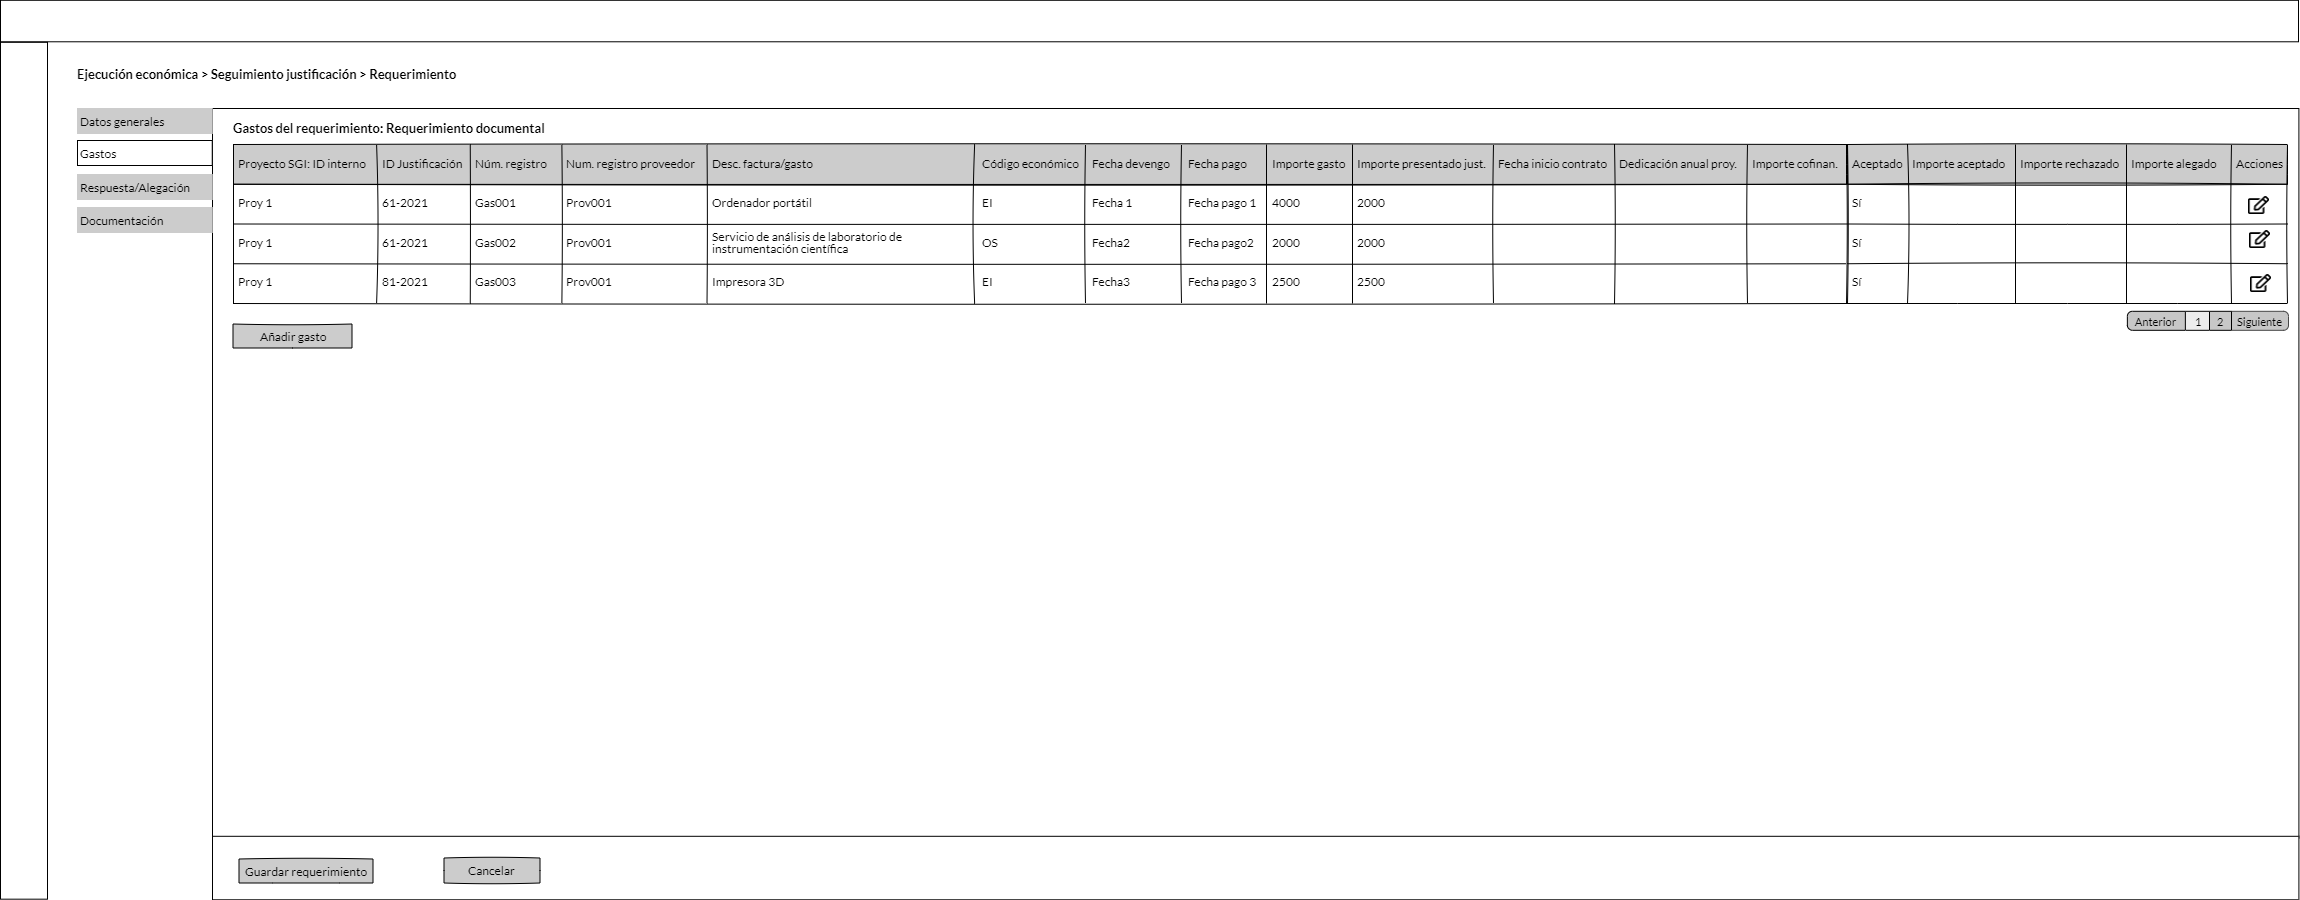 Ejecución económica > Seguimiento justificación > Requerimiento
Datos generales
Gastos
Respuesta/Alegación
Documentación
Gastos del requerimiento: Requerimiento documental
Proyecto SGI: ID interno ID Justificación Núm. registro Num. registro proveedor Desc. factura/gasto Código económico Fecha devengo Fecha pago Importe gasto Importe presentado just. Fecha inicio contrato Dedicación anual proy. Importe cofinan. Aceptado Importe aceptado Importe rechazado Importe alegado Acciones
Proy 1 61-2021 Gas001 Prov001 Ordenador portátil EI Fecha 1 Fecha pago 1 4000 2000 Sí
Proy 1 61-2021 Gas002 Prov001 Servicio de análisis de laboratorio de
instrumentación científica OS Fecha2 Fecha pago2 2000 2000 Sí
Proy 1 81-2021 Gas003 Prov001 Impresora 3D EI Fecha3 Fecha pago 3 2500 2500 Sí
Anterior 1 2 Siguiente
Añadir gasto
Guardar requerimiento Cancelar